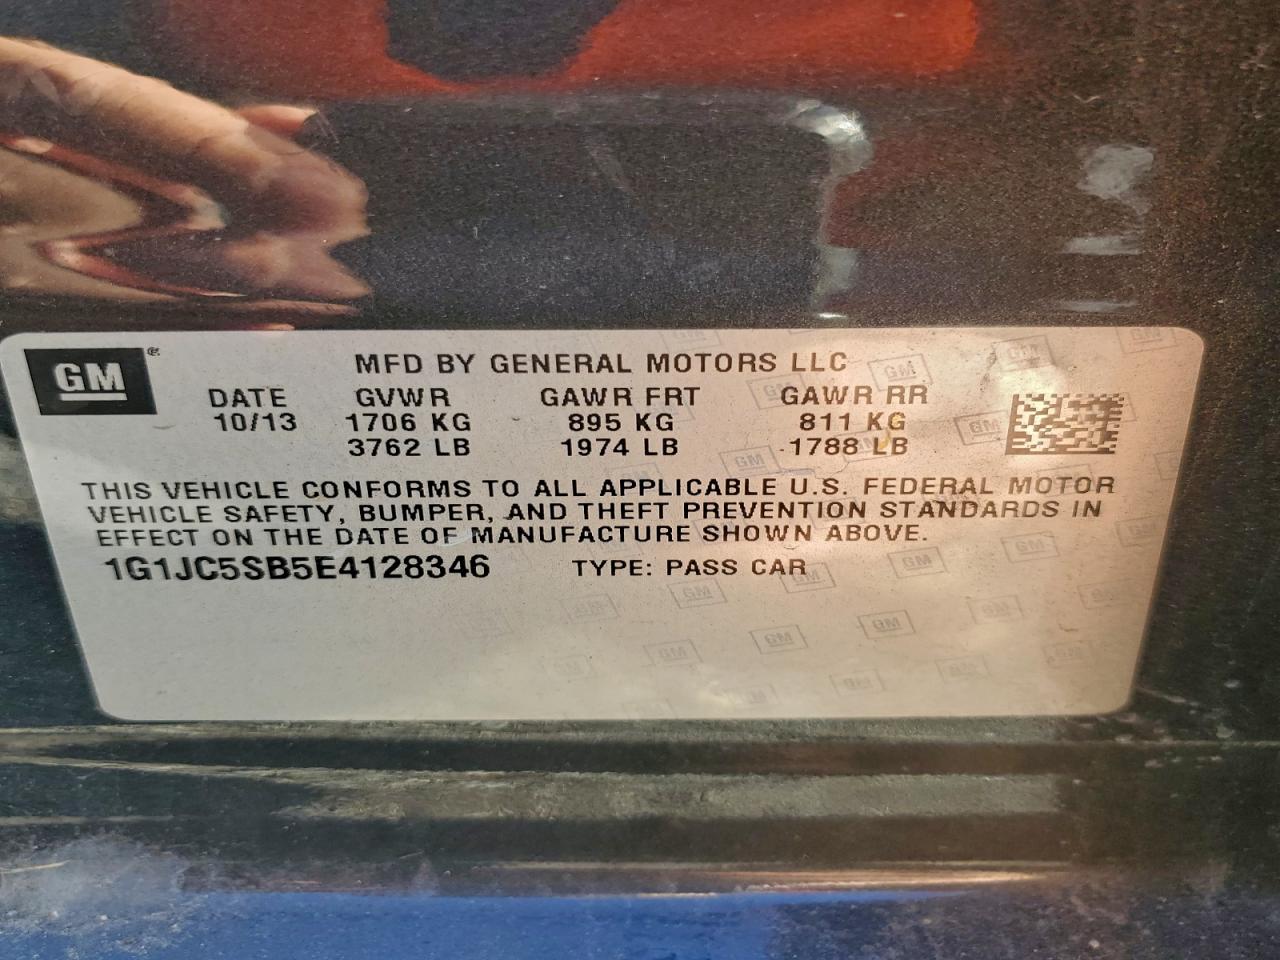 GM®
MFD BY GENERAL MOTORS LLC
DATE GVWR GAWR FRT GAWR RR
10/13 1706 KG 895 KG 811 KG
3762 LB 1974 LB 1788 LB
THIS VEHICLE CONFORMS TO ALL APPLICABLE U.S. FEDERAL MOTOR
VEHICLE SAFETY, BUMPER, AND THEFT PREVENTION STANDARDS IN
EFFECT ON THE DATE OF MANUFACTURE SHOWN ABOVE.
1G1JC5SB5E4128346 TYPE: PASS CAR